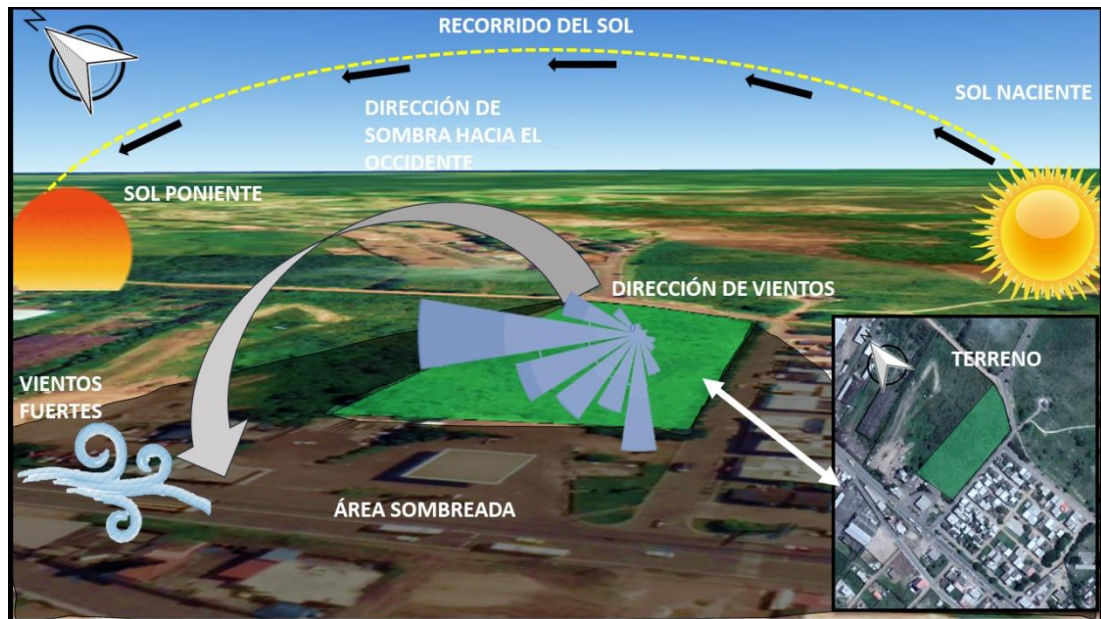 N
RECORRIDO DEL SOL
SOL NACIENTE
DIRECCIÓN DE
SOMBRA HACIA EL
OCCIDENTE
SOL PONIENTE
DIRECCIÓN DE VIENTOS
TERRENO
VIENTOS
FUERTES
ÁREA SOMBREADA